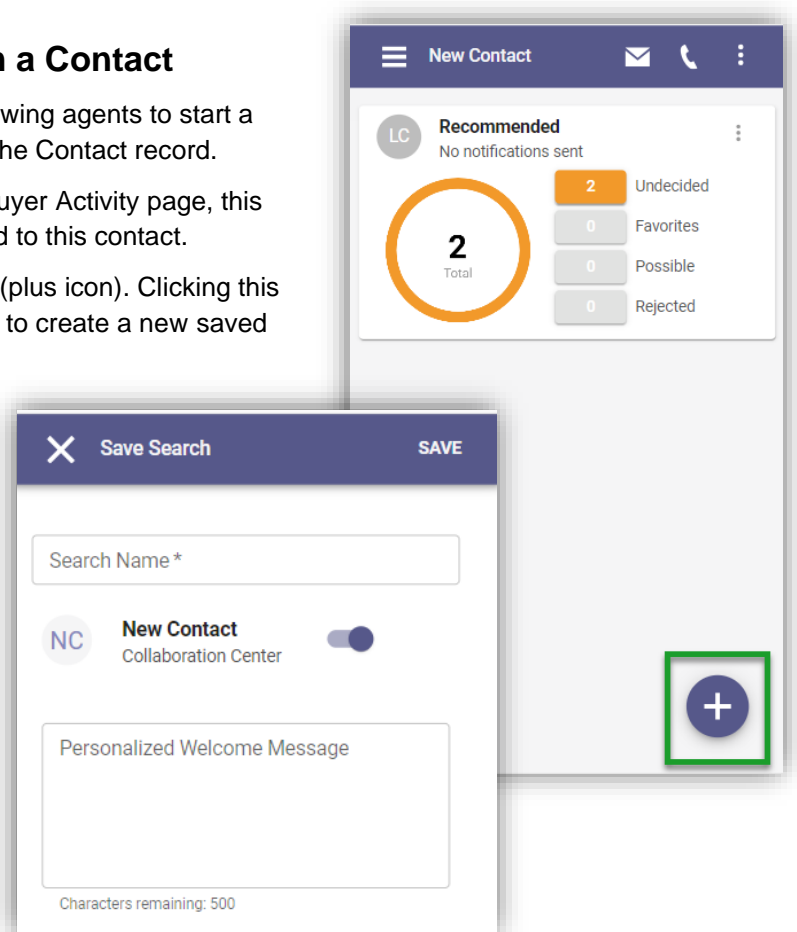 a Contact
wing agents to start a
he Contact record.
uyer Activity page, this
d to this contact.
(plus icon). Clicking this
to create a new saved
New Contact
LC
Recommended
No notifications sent
2
Total
2 Undecided
0 Favorites
0 Possible
0 Rejected
+
Save Search
SAVE
Search Name *
NC
New Contact
Collaboration Center
Personalized Welcome Message
Characters remaining: 500